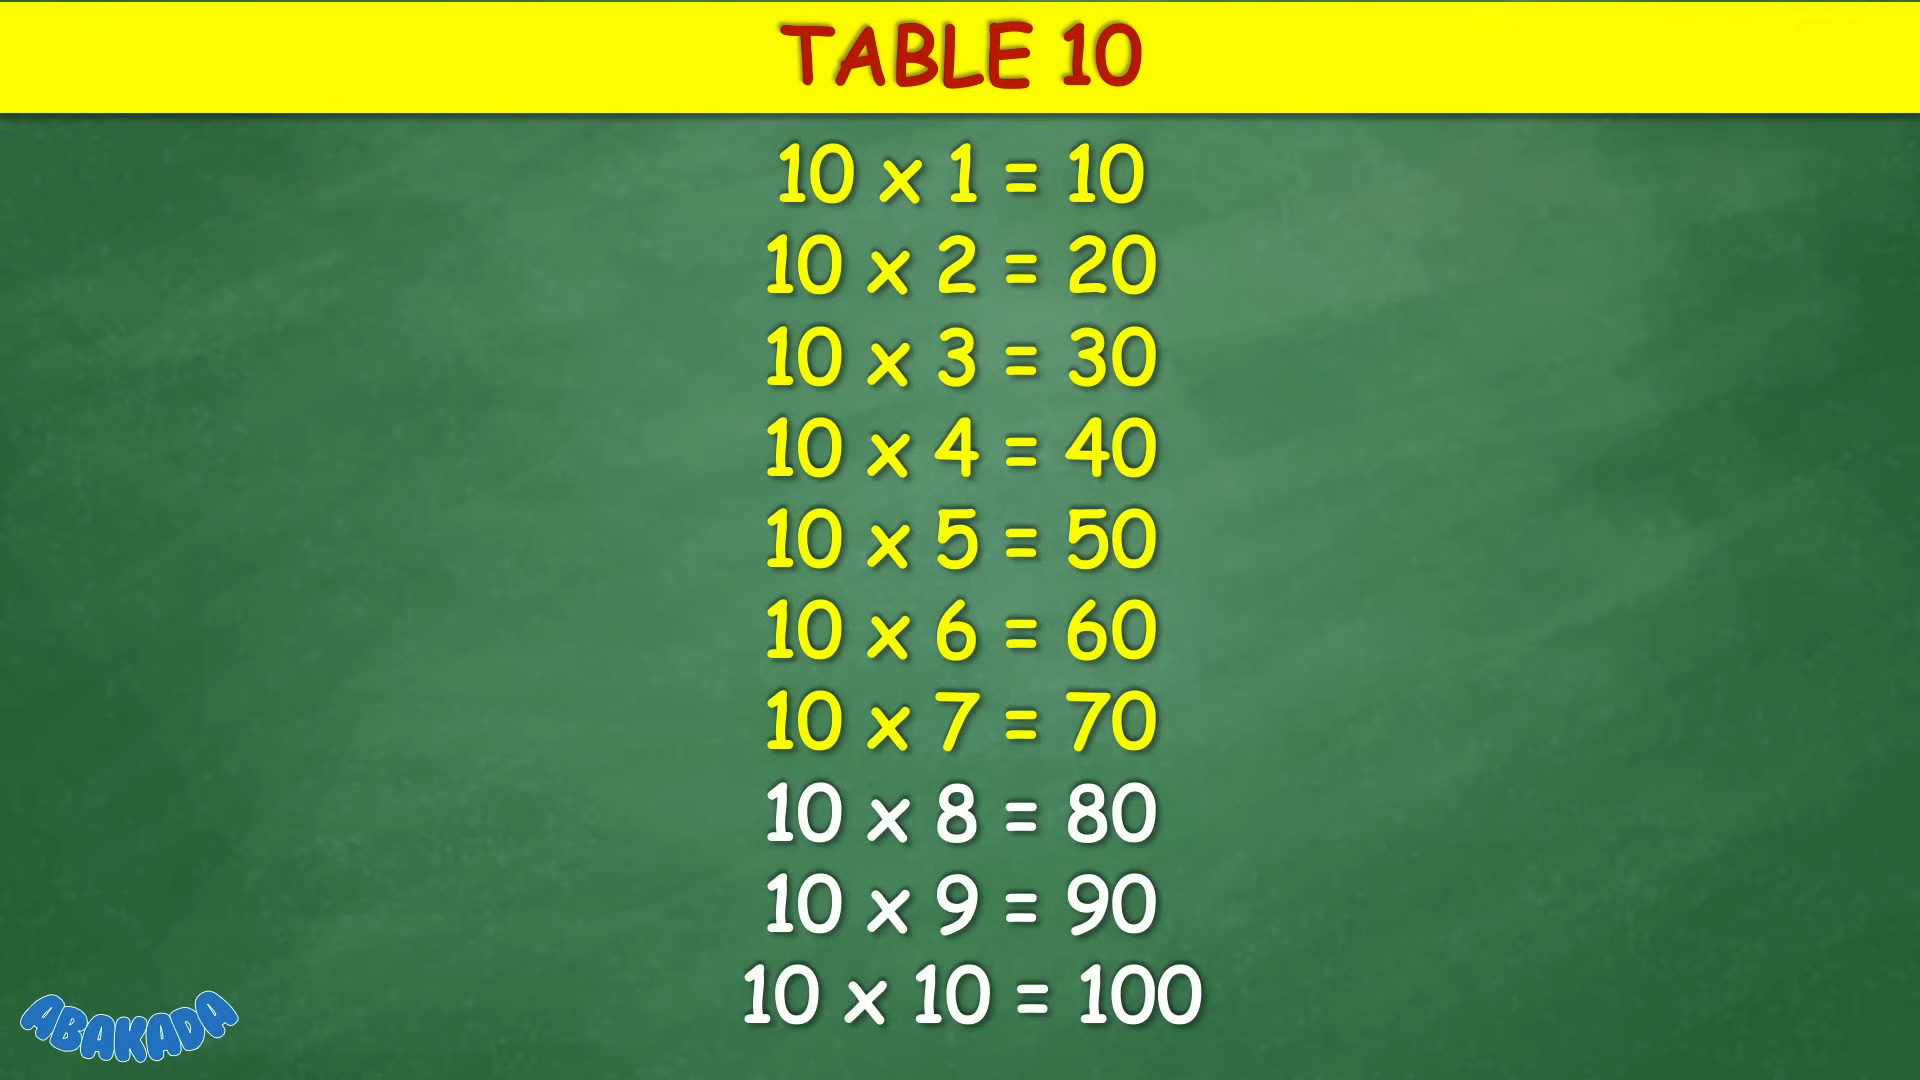 TABLE 10
10 x 1 = 10
10 x 2 = 20
10 x 3 = 30
10 x 4 = 40
10 x 5 = 50
10 x 6 = 60
10 x 7 = 70
10 x 8 = 80
10 x 9 = 90
10 x 10 = 100
ABAKADA